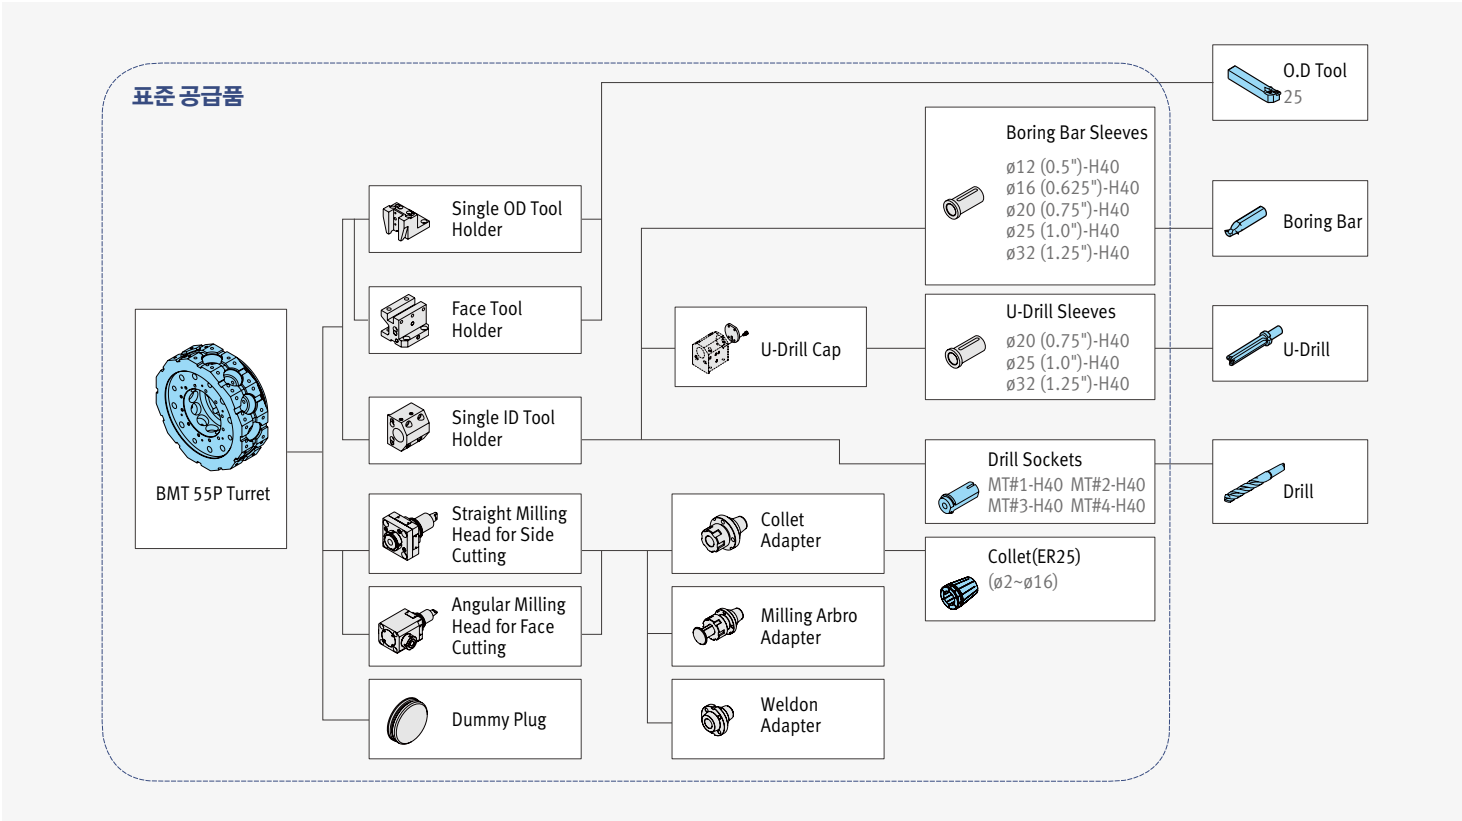 표준 공급품
BMT 55P Turret
Single OD Tool
Holder
Face Tool
Holder
Single ID Tool
Holder
Straight Milling
Head for Side
Cutting
Angular Milling
Head for Face
Cutting
Dummy Plug
U-Drill Cap
Collet
Adapter
Milling Arbro
Adapter
Weldon
Adapter
Boring Bar Sleeves
ø12 (0.5")-H40
ø16 (0.625")-H40
ø20 (0.75")-H40
ø25 (1.0")-H40
ø32 (1.25")-H40
U-Drill Sleeves
ø20 (0.75")-H40
ø25 (1.0")-H40
ø32 (1.25")-H40
Drill Sockets
MT#1-H40 MT#2-H40
MT#3-H40 MT#4-H40
Collet(ER25)
(ø2~ø16)
O.D Tool
25
Boring Bar
U-Drill
Drill